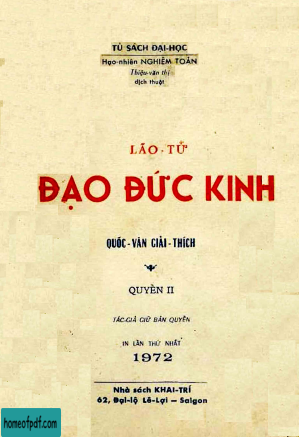 TỦ SÁCH ĐẠI-HỌC
Hạo-nhiên NGHIÊM TOẢN
Thiệu-văn thị
dịch thuật
LÃO-TỬ
ĐẠO ĐỨC KINH
QUỐC-VĂN GIẢI-THÍCH
QUYỂN II
TÁC-GIẢ GIỮ BẢN QUYỀN
IN LẦN THỨ NHẤT
1972
Nhà sách KHAI-TRÍ
62, Đại-lộ Lê-Lợi — Saigon
homeofpdf.com